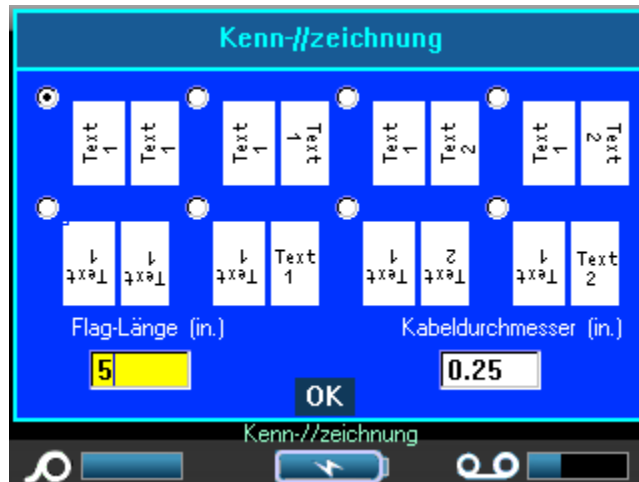 Kenn-//zeichnung
Text 1 Text 1 Text 1 Text 1 Text 1 Text 2 Text 1 Text 2
Text 1 Text 1 Text 1 Text 1 Text 1 Text 2 Text 1 Text 2
Flag-Länge (in.) Kabeldurchmesser (in.)
5 0.25
OK
Kenn-//zeichnung